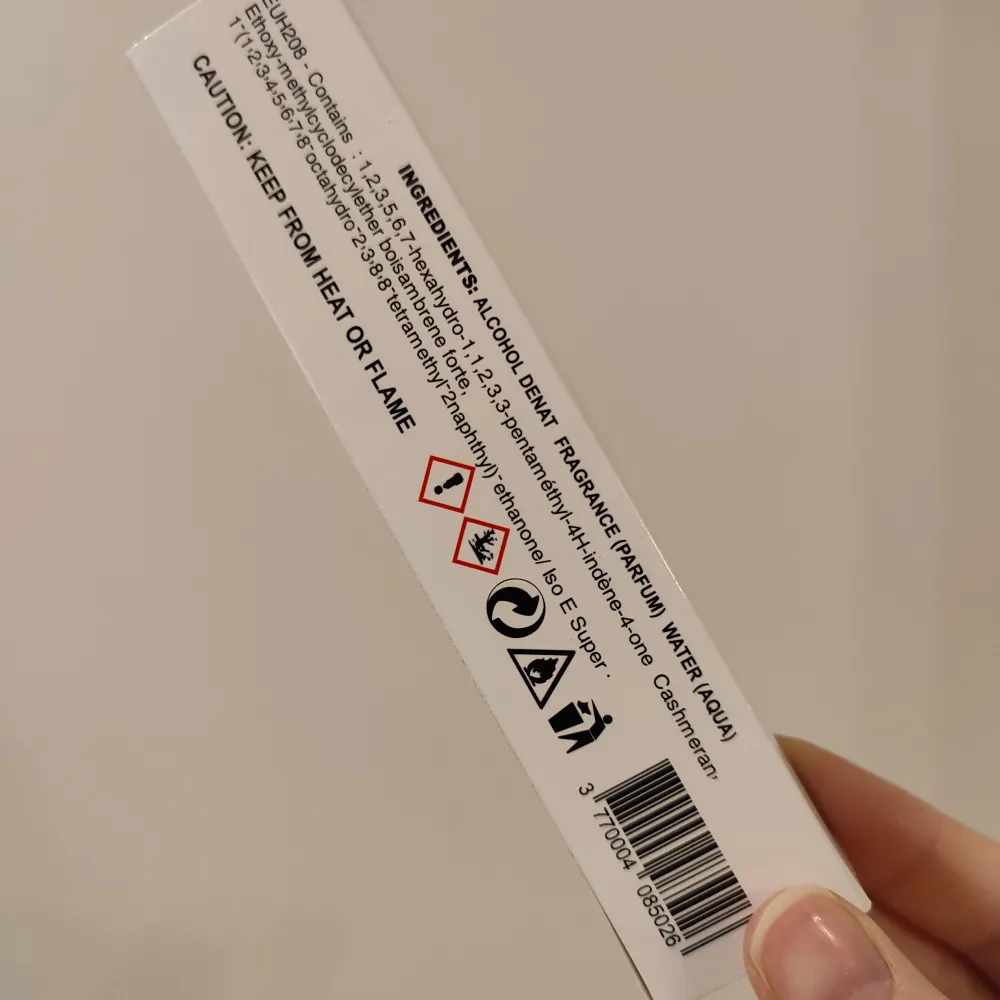 INGREDIENTS: ALCOHOL DENAT FRAGRANCE (PARFUM) WATER (AQUA)
EUH208 - Contains : 1,2,3,5,6,7-hexahydro-1,1,2,3,3-pentaméthyl-4H-indène-4-one Cashmeran,
Ethoxy-methylcyclodecylether boisambrene forte,
1-(1,2,3,4,5,6,7,8-octahydro-2,3,8,8-tetramethyl-2naphthyl)-ethanone/ Iso E Super .
CAUTION: KEEP FROM HEAT OR FLAME
3 770004 085026